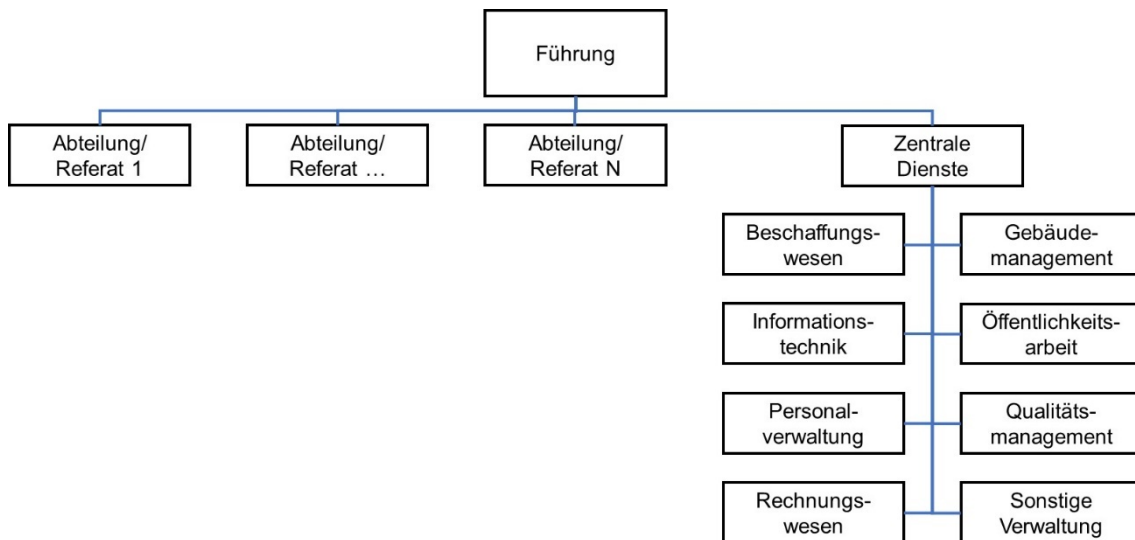 Führung
Abteilung/
Referat 1
Abteilung/
Referat …
Abteilung/
Referat N
Zentrale
Dienste
Beschaffungs-
wesen
Gebäude-
management
Informations-
technik
Öffentlichkeits-
arbeit
Personal-
verwaltung
Qualitäts-
management
Rechnungs-
wesen
Sonstige
Verwaltung